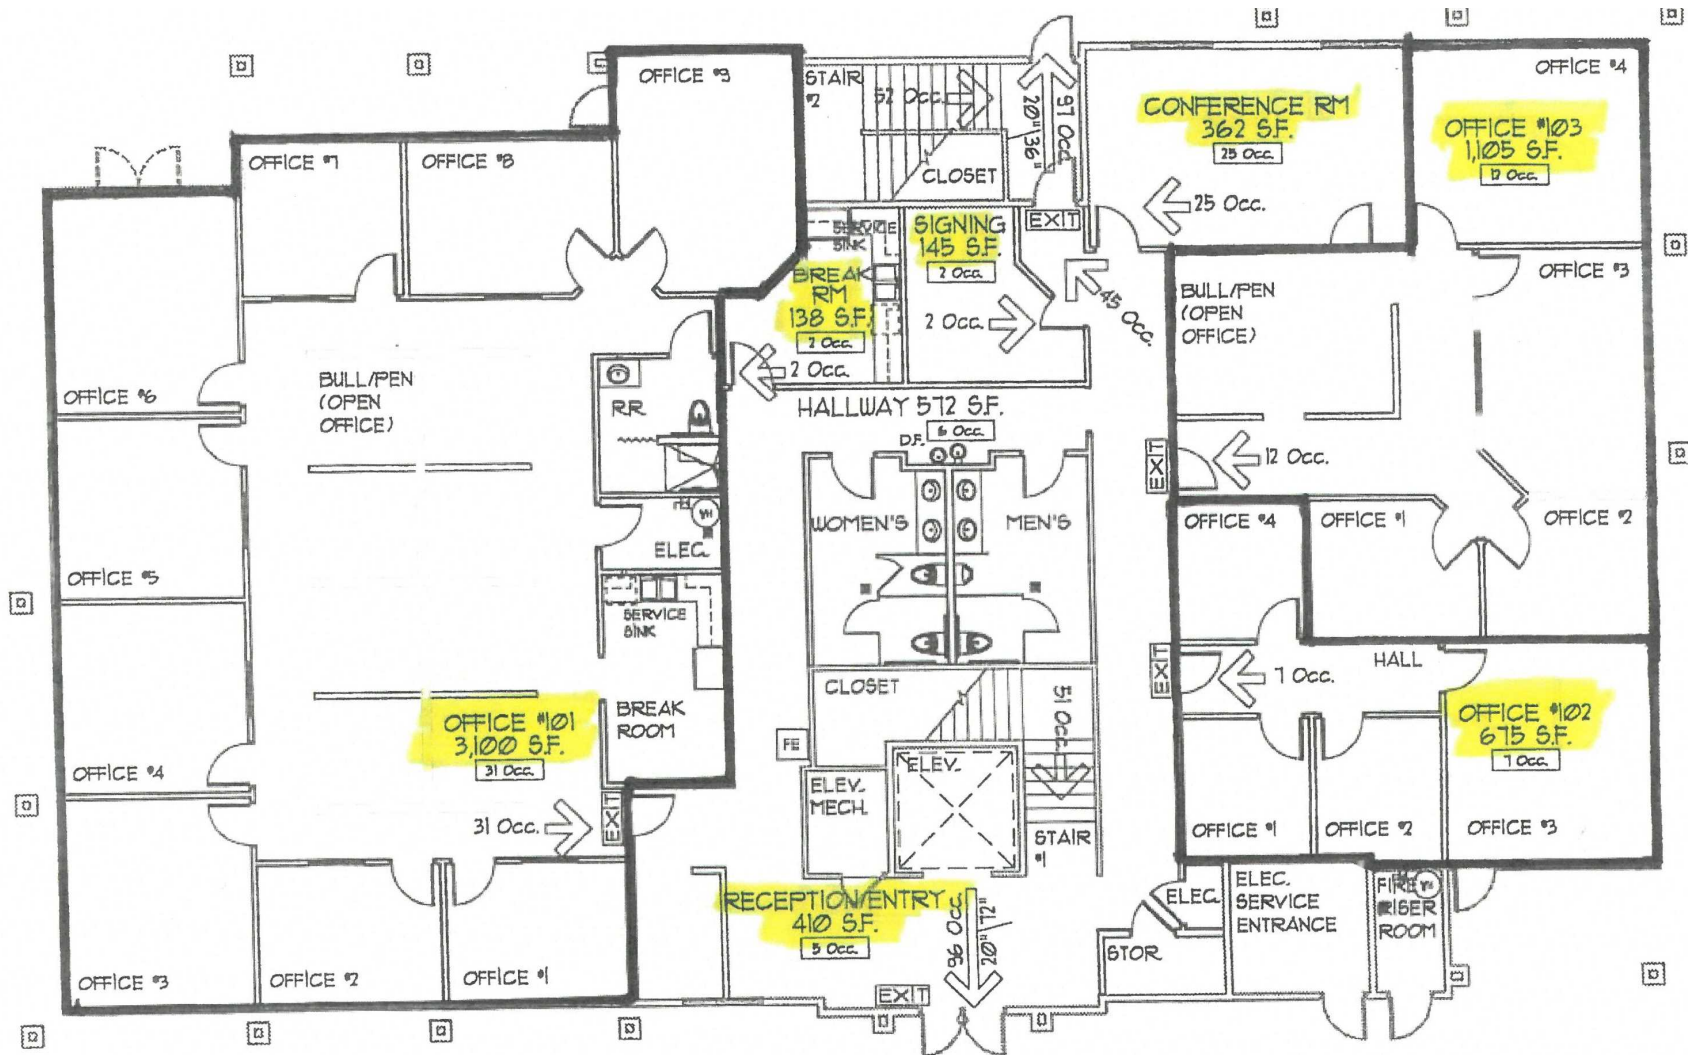 OFFICE #9
STAIR
#2
52 Occ.
97 Occ.
20"/36"
CONFERENCE RM
362 S.F.
25 Occ.
OFFICE #4
OFFICE #103
1,105 S.F.
12 Occ.
OFFICE #7
OFFICE #8
CLOSET
25 Occ.
EXIT
SERVICE
SINK
SIGNING
145 S.F.
2 Occ.
BREAK
RM
138 S.F.
2 Occ.
2 Occ.
2 Occ.
45 Occ.
BULL/PEN
(OPEN
OFFICE)
OFFICE #3
OFFICE #6
BULL/PEN
(OPEN
OFFICE)
RR
HALLWAY 572 S.F.
6 Occ.
D.F.
EXIT
12 Occ.
WOMEN'S
MEN'S
WH
ELEC.
OFFICE #4
OFFICE #1
OFFICE #2
OFFICE #5
SERVICE
SINK
HALL
EXIT
7 Occ.
CLOSET
51 Occ.
BREAK
ROOM
OFFICE #101
3,100 S.F.
31 Occ.
FE
OFFICE #102
675 S.F.
7 Occ.
OFFICE #4
ELEV.
MECH.
ELEV.
31 Occ.
EXIT
STAIR
#1
OFFICE #1
OFFICE #2
OFFICE #3
RECEPTION/ENTRY
410 S.F.
5 Occ.
96 Occ.
20"/72"
ELEC.
ELEC.
SERVICE
ENTRANCE
FIRE
RISER
ROOM
WH
STOR
OFFICE #3
OFFICE #2
OFFICE #1
EXIT